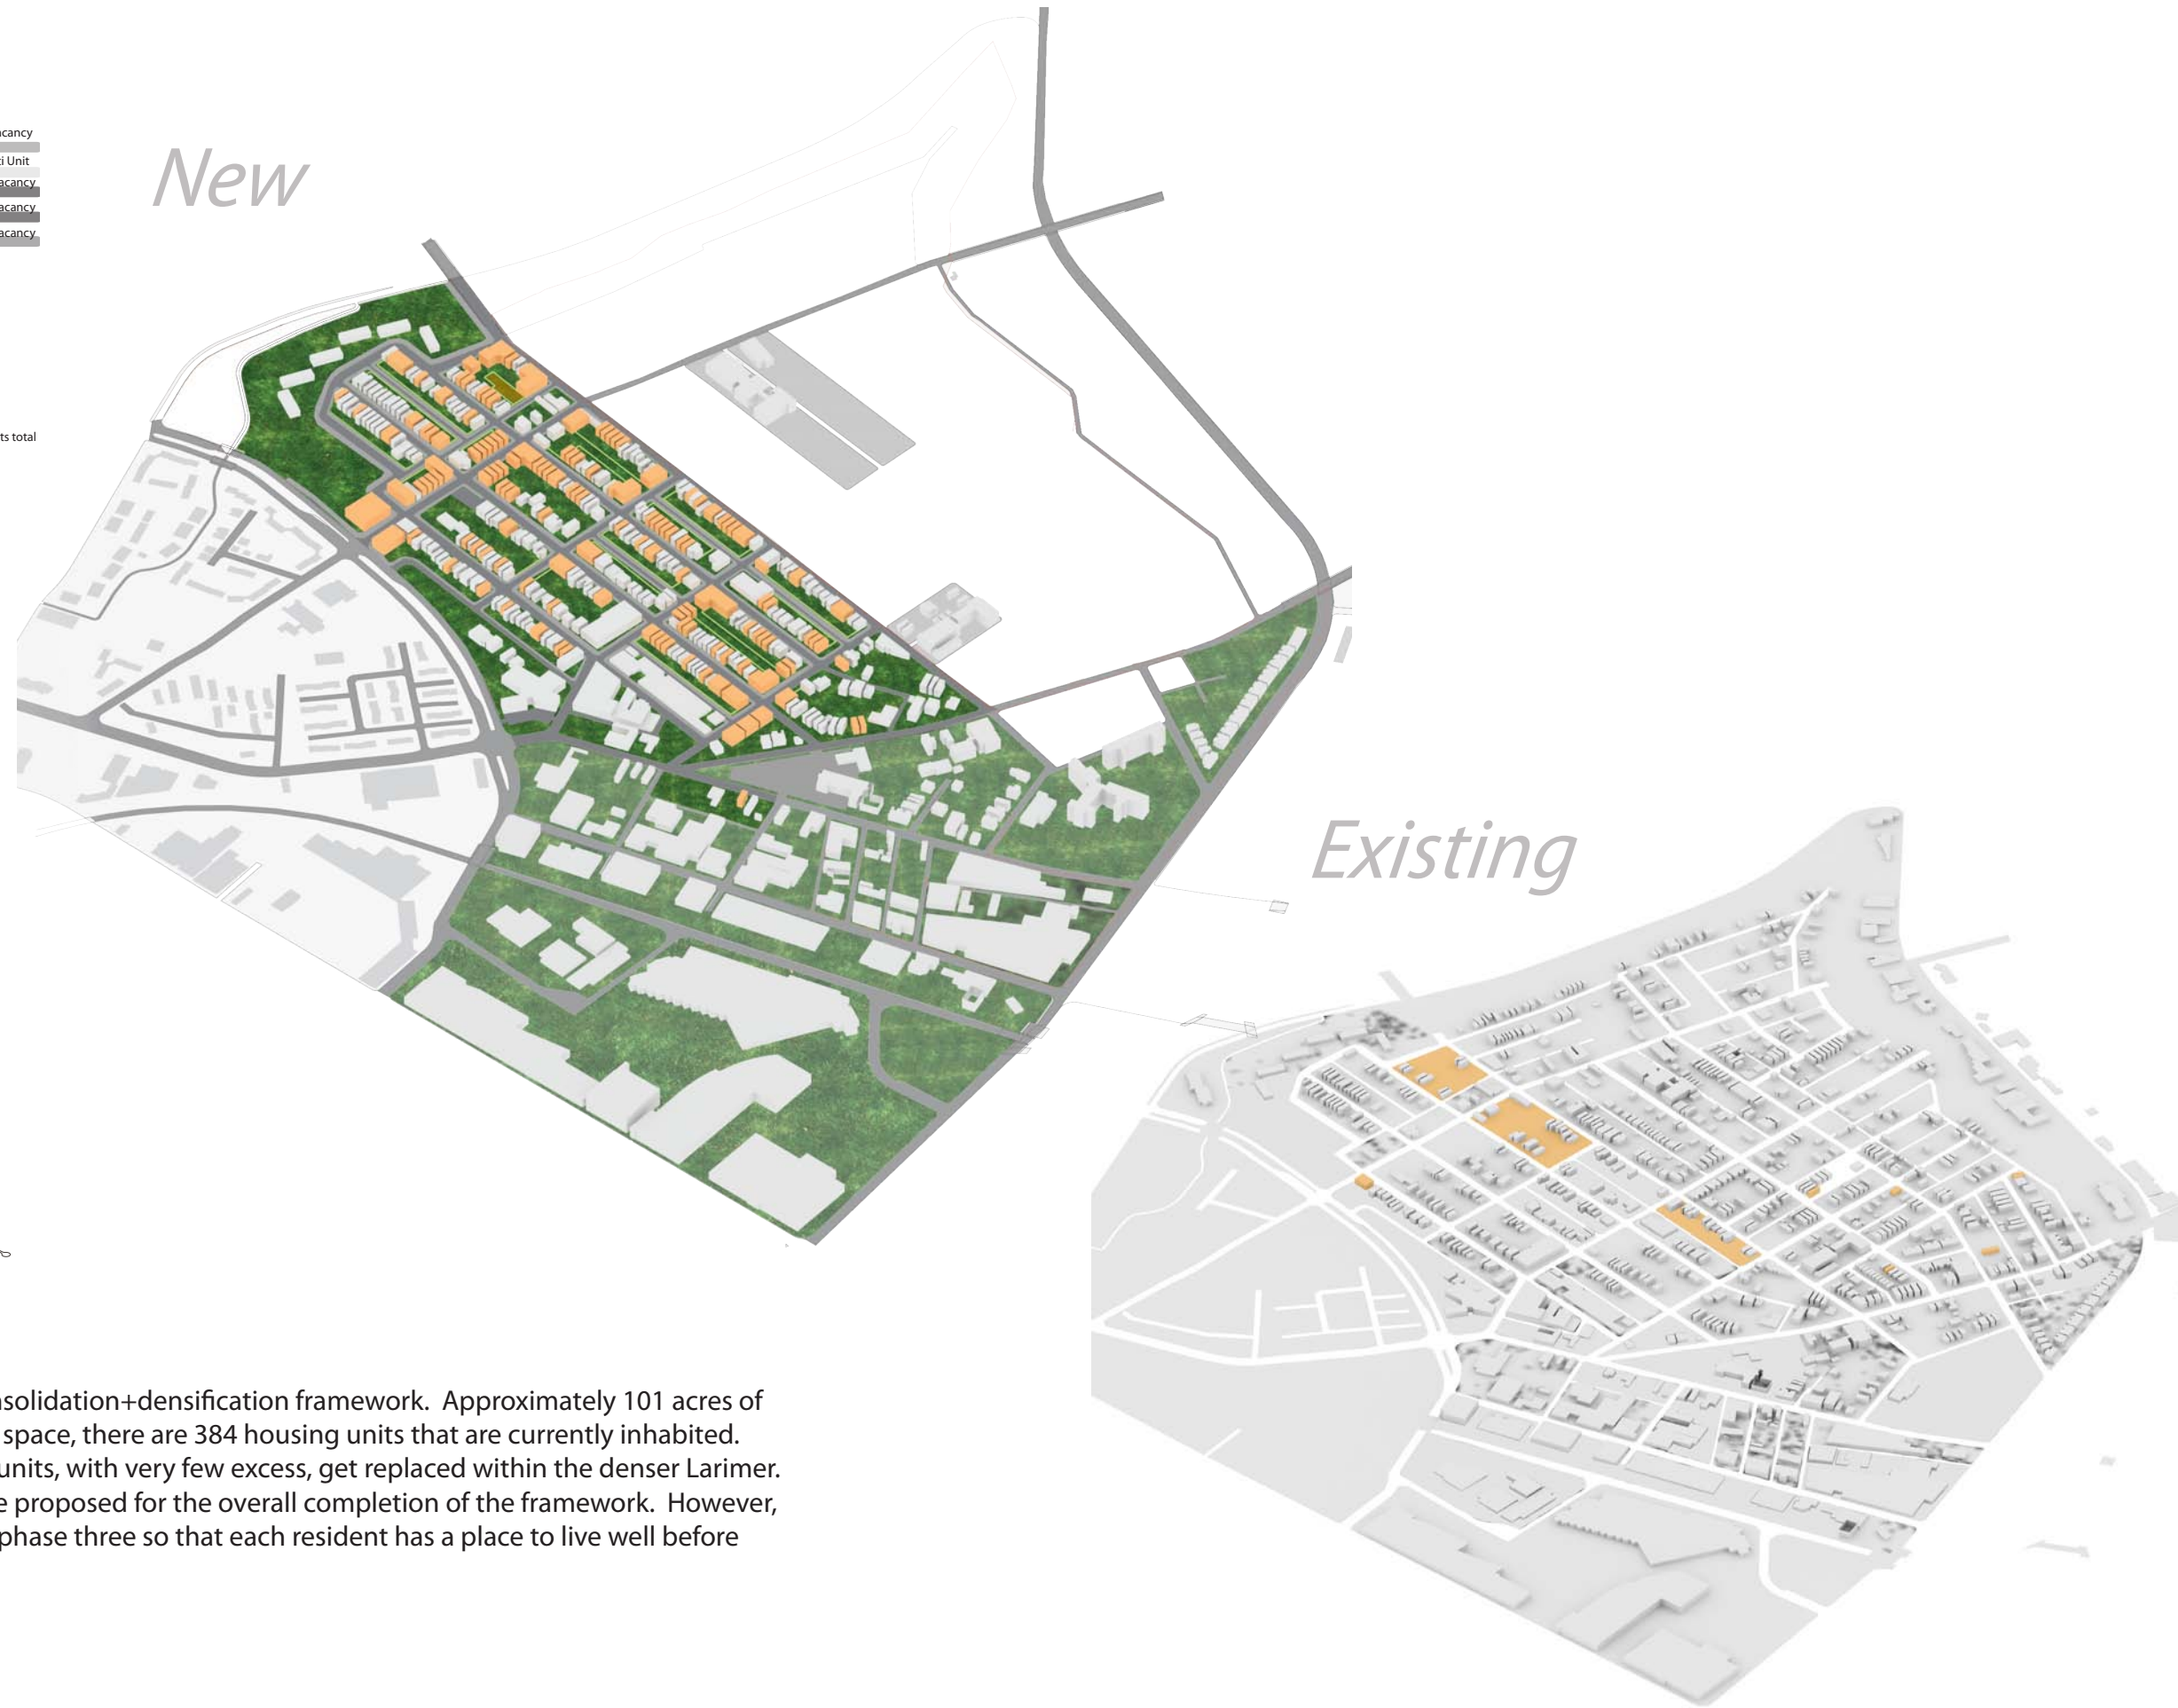 acancy
i Unit
acancy
acancy
acancy
New
ts total
Existing
solidation+densification framework. Approximately 101 acres of
space, there are 384 housing units that are currently inhabited.
units, with very few excess, get replaced within the denser Larimer.
e proposed for the overall completion of the framework. However,
phase three so that each resident has a place to live well before